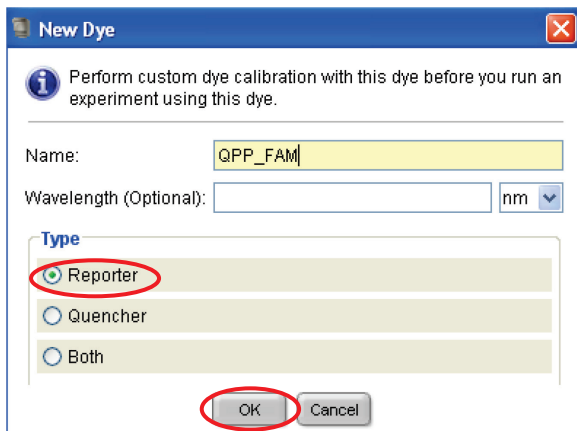 New Dye
Perform custom dye calibration with this dye before you run an
experiment using this dye.
Name: QPP_FAM
Wavelength (Optional): nm
Type
Reporter
Quencher
Both
OK Cancel